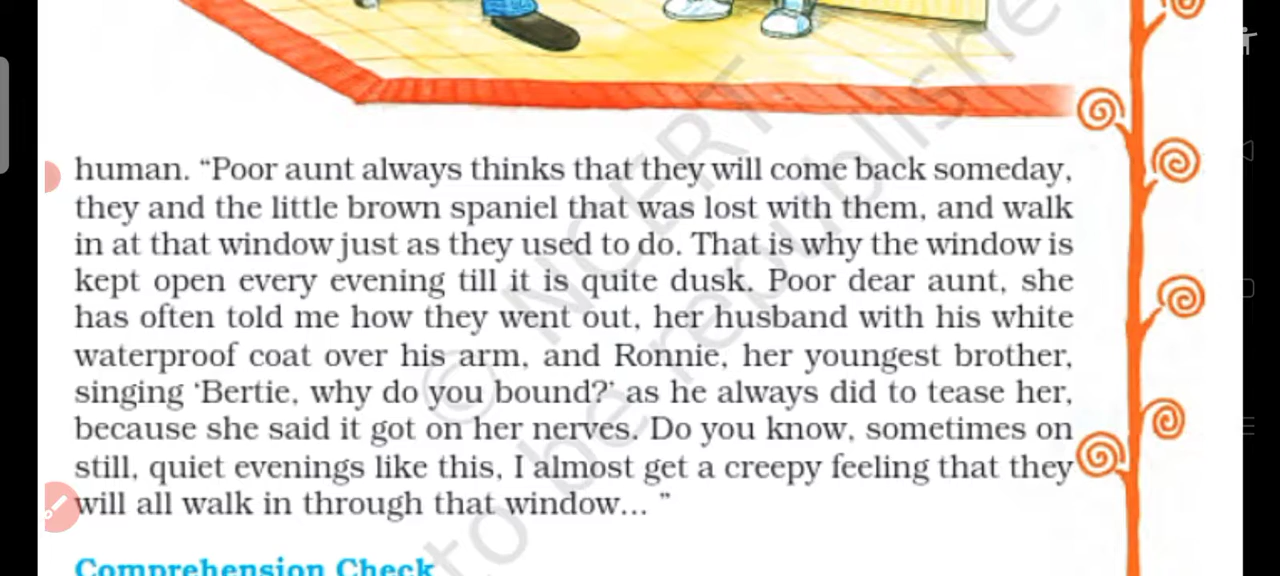 human. “Poor aunt always thinks that they will come back someday,
they and the little brown spaniel that was lost with them, and walk
in at that window just as they used to do. That is why the window is
kept open every evening till it is quite dusk. Poor dear aunt, she
has often told me how they went out, her husband with his white
waterproof coat over his arm, and Ronnie, her youngest brother,
singing ‘Bertie, why do you bound?’ as he always did to tease her,
because she said it got on her nerves. Do you know, sometimes on
still, quiet evenings like this, I almost get a creepy feeling that they
will all walk in through that window... ”
Comprehension Check
© NCERT
to be republished